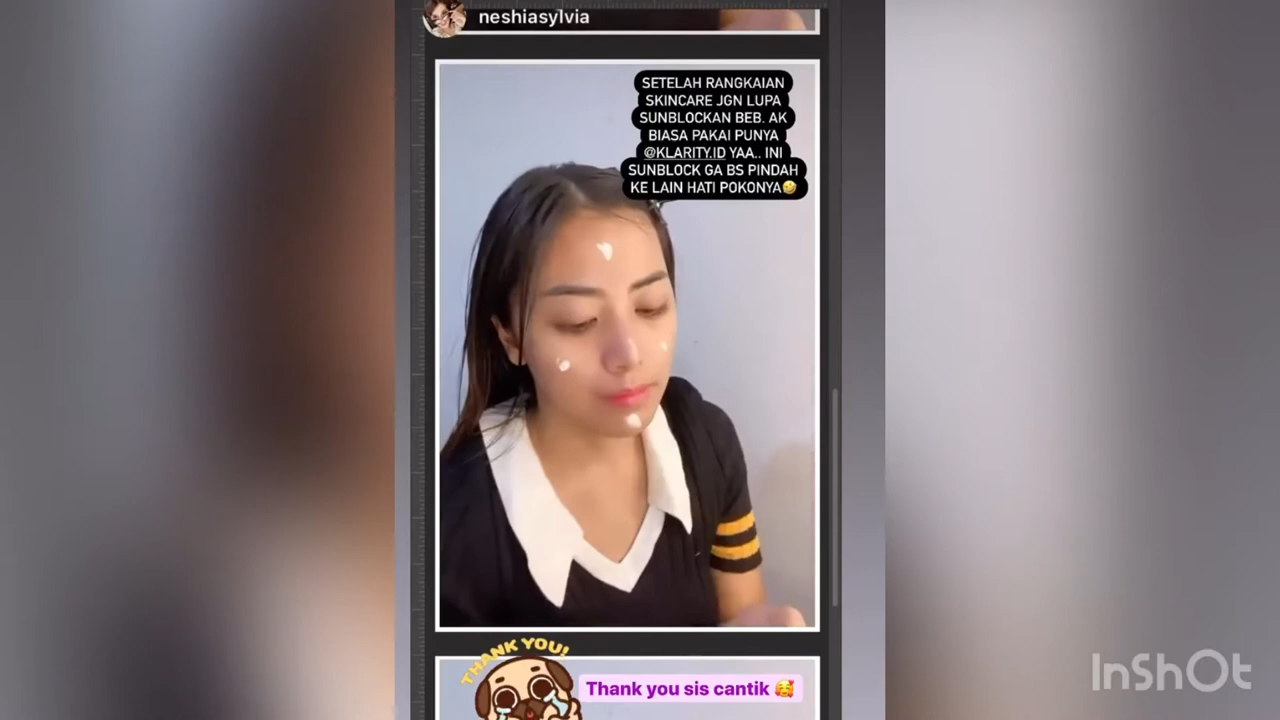 neshiasylvia
SETELAH RANGKAIAN
SKINCARE JGN LUPA
SUNBLOCKAN BEB. AK
BIASA PAKAI PUNYA
@KLARITY.ID YAA.. INI
SUNBLOCK GA BS PINDAH
KE LAIN HATI POKONYA🤣
THANK YOU!
Thank you sis cantik 🥰
InShOt